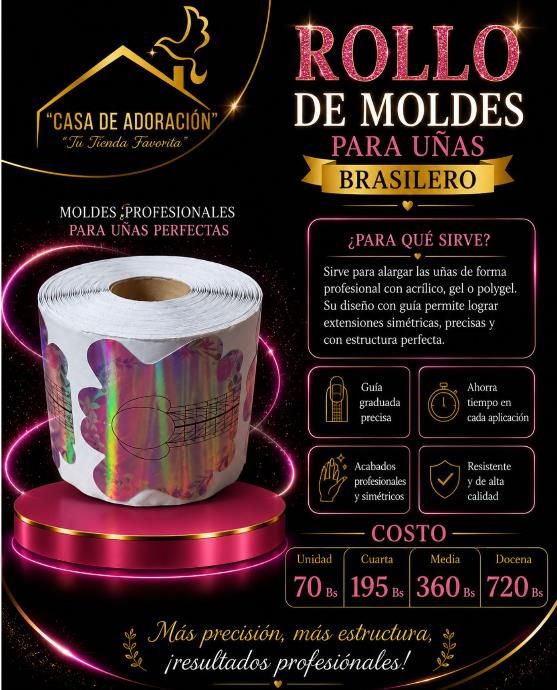 "CASA DE ADORACIÓN"
"Tu Tienda Favorita"
ROLLO
DE MOLDES
PARA UÑAS
BRASILERO
MOLDES PROFESIONALES
PARA UÑAS PERFECTAS
¿PARA QUÉ SIRVE?
Sirve para alargar las uñas de forma
profesional con acrílico, gel o polygel.
Su diseño con guía permite lograr
extensiones simétricas, precisas y
con estructura perfecta.
Guía
graduada
precisa
Ahorra
tiempo en
cada aplicación
Acabados
profesionales
y simétricos
Resistente
y de alta
calidad
COSTO
Unidad
70 Bs
Cuarta
195 Bs
Media
360 Bs
Docena
720 Bs
Más precisión, más estructura,
¡resultados profesiónales!